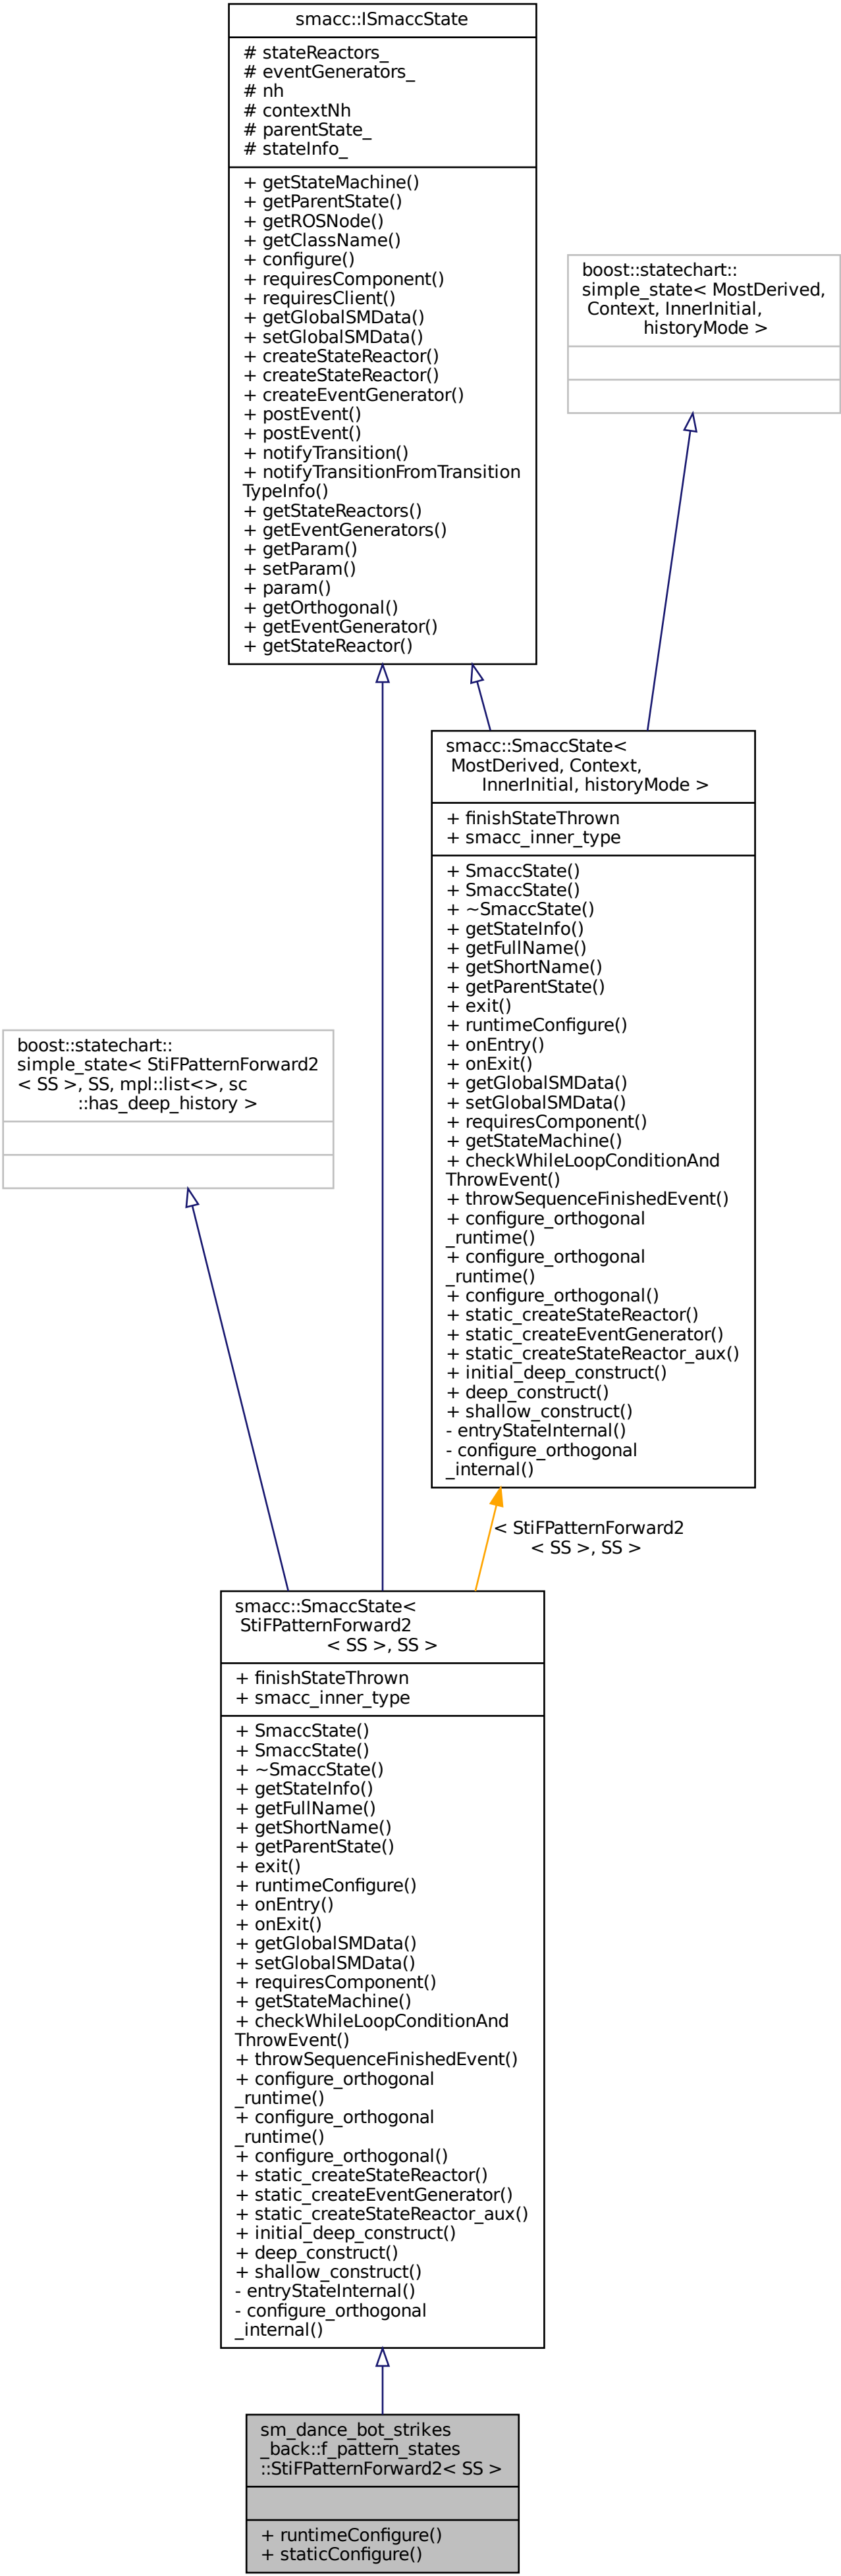 smacc::ISmaccState
# stateReactors_
# eventGenerators_
# nh
# contextNh
# parentState_
# stateInfo_
+ getStateMachine()
+ getParentState()
+ getROSNode()
+ getClassName()
+ configure()
+ requiresComponent()
+ requiresClient()
+ getGlobalSMData()
+ setGlobalSMData()
+ createStateReactor()
+ createStateReactor()
+ createEventGenerator()
+ postEvent()
+ postEvent()
+ notifyTransition()
+ notifyTransitionFromTransition
TypeInfo()
+ getStateReactors()
+ getEventGenerators()
+ getParam()
+ setParam()
+ param()
+ getOrthogonal()
+ getEventGenerator()
+ getStateReactor()
boost::statechart::
simple_state< MostDerived,
Context, InnerInitial,
historyMode >
smacc::SmaccState<
MostDerived, Context,
InnerInitial, historyMode >
+ finishStateThrown
+ smacc_inner_type
+ SmaccState()
+ SmaccState()
+ ~SmaccState()
+ getStateInfo()
+ getFullName()
+ getShortName()
+ getParentState()
+ exit()
+ runtimeConfigure()
+ onEntry()
+ onExit()
+ getGlobalSMData()
+ setGlobalSMData()
+ requiresComponent()
+ getStateMachine()
+ checkWhileLoopConditionAnd
ThrowEvent()
+ throwSequenceFinishedEvent()
+ configure_orthogonal
_runtime()
+ configure_orthogonal
_runtime()
+ configure_orthogonal()
+ static_createStateReactor()
+ static_createEventGenerator()
+ static_createStateReactor_aux()
+ initial_deep_construct()
+ deep_construct()
+ shallow_construct()
- entryStateInternal()
- configure_orthogonal
_internal()
boost::statechart::
simple_state< StiFPatternForward2
< SS >, SS, mpl::list<>, sc
::has_deep_history >
< StiFPatternForward2
< SS >, SS >
smacc::SmaccState<
StiFPatternForward2
< SS >, SS >
+ finishStateThrown
+ smacc_inner_type
+ SmaccState()
+ SmaccState()
+ ~SmaccState()
+ getStateInfo()
+ getFullName()
+ getShortName()
+ getParentState()
+ exit()
+ runtimeConfigure()
+ onEntry()
+ onExit()
+ getGlobalSMData()
+ setGlobalSMData()
+ requiresComponent()
+ getStateMachine()
+ checkWhileLoopConditionAnd
ThrowEvent()
+ throwSequenceFinishedEvent()
+ configure_orthogonal
_runtime()
+ configure_orthogonal
_runtime()
+ configure_orthogonal()
+ static_createStateReactor()
+ static_createEventGenerator()
+ static_createStateReactor_aux()
+ initial_deep_construct()
+ deep_construct()
+ shallow_construct()
- entryStateInternal()
- configure_orthogonal
_internal()
sm_dance_bot_strikes
_back::f_pattern_states
::StiFPatternForward2< SS >
+ runtimeConfigure()
+ staticConfigure()